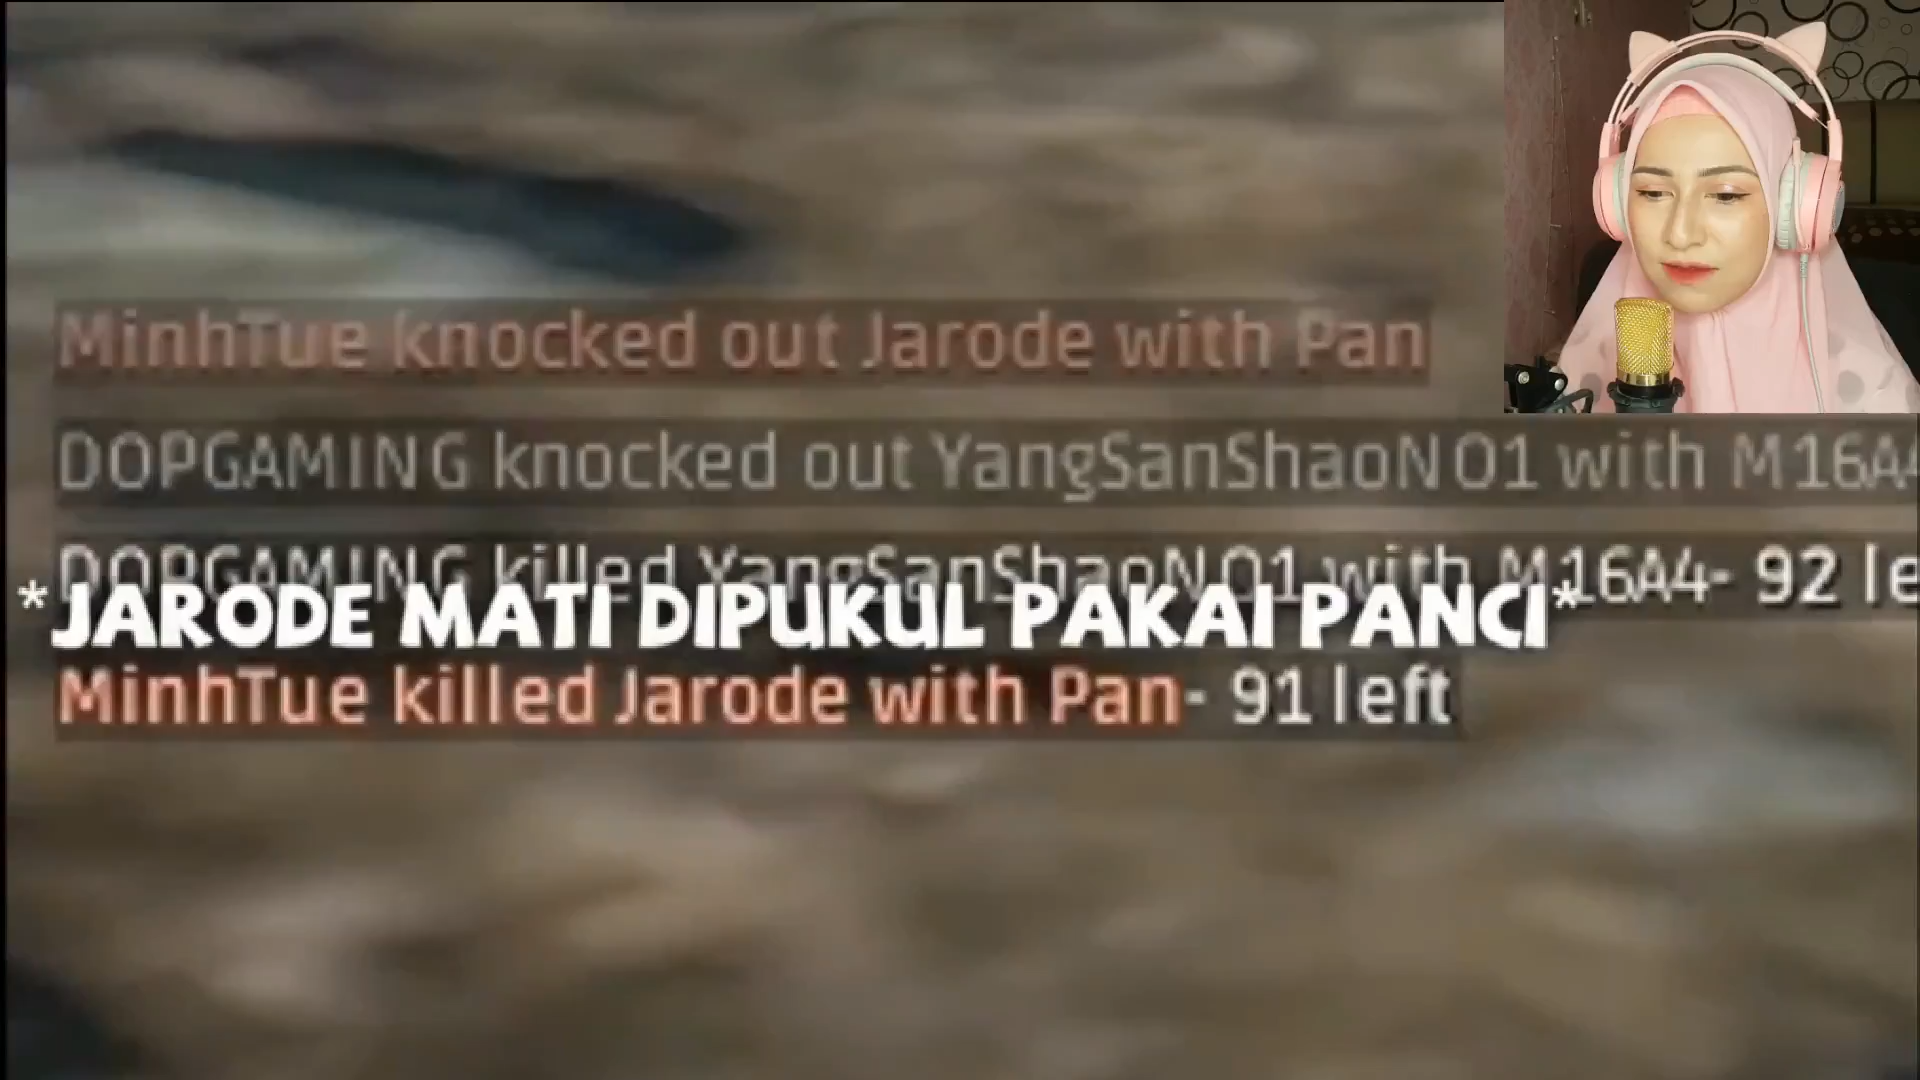 MinhTue knocked out Jarode with Pan
DOPGAMING knocked out YangSanShaoNO1 with M16A4
DOPGAMING killed YangSanShaoNO1 with M16A4- 92 le
*JARODE MATI DIPUKUL PAKAI PANCI*
MinhTue killed Jarode with Pan- 91 left